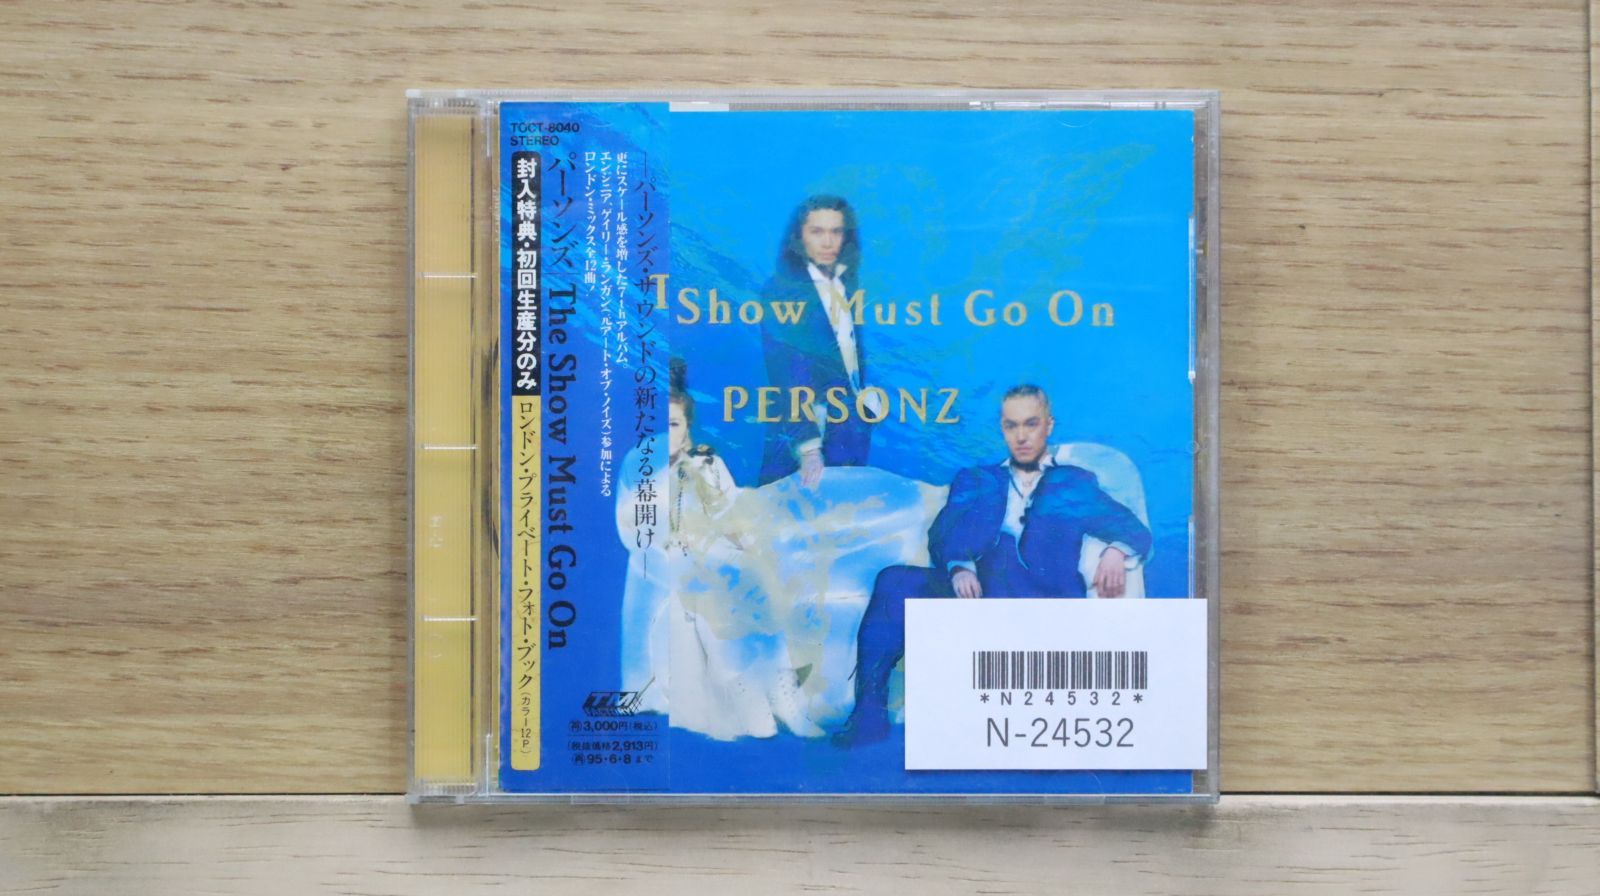 TOCT-8040
STEREO
封入特典・初回生産分のみ
ロンドン・プライベート・フォト・ブック(カラー12P)
パーソンズ
The Show Must Go On
―パーソンズ・サウンドの新たなる幕開け―
更にスケール感を増した7thアルバム。
エンジニア、ゲイリー・ランガン(元アート・オブ・ノイズ)参加による
ロンドン・ミックス全12曲!
TM
FACTORY
㊖3,000円(税込)
(税抜価格2,913円)
㊖95・6・8まで
Show Must Go On
PERSONZ
*N24532*
N-24532